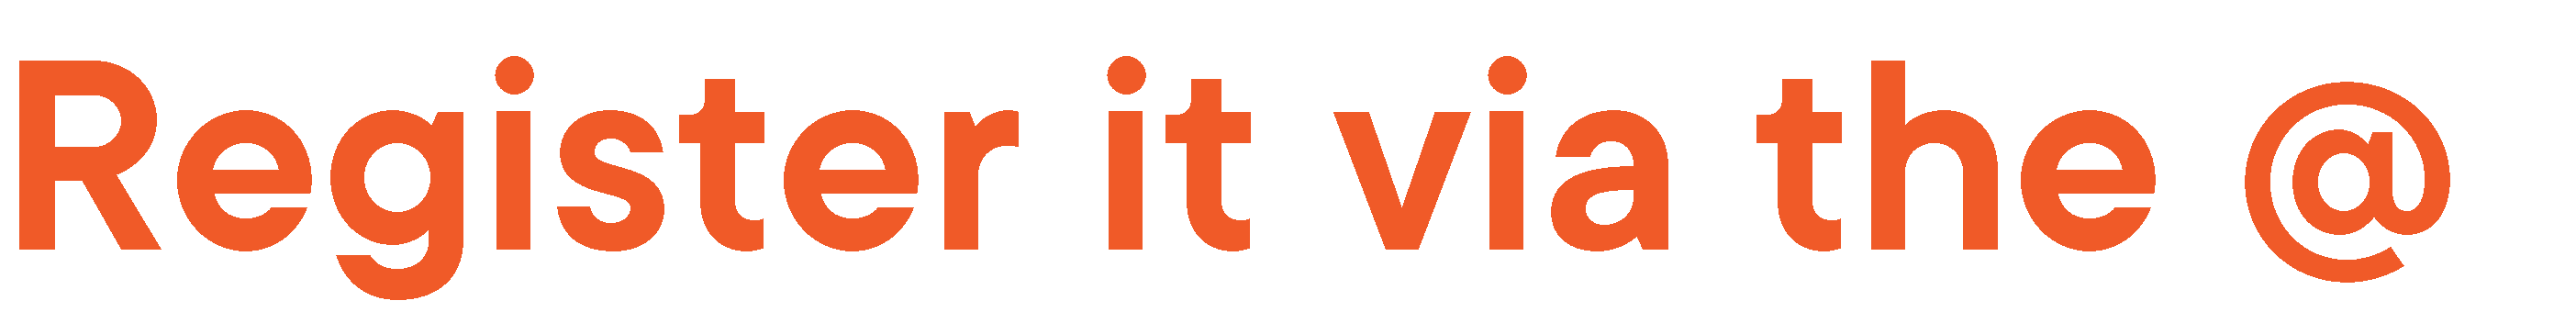 Register it via the @